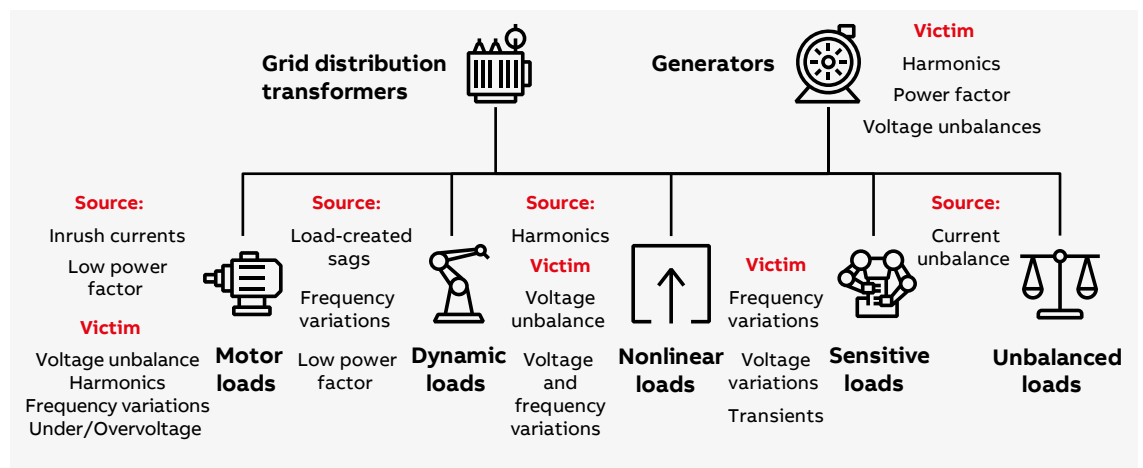 Grid distribution
transformers
Generators
Victim
Harmonics
Power factor
Voltage unbalances
Source:
Inrush currents
Low power
factor
Victim
Voltage unbalance
Harmonics
Frequency variations
Under/Overvoltage
Motor
loads
Source:
Load-created
sags
Frequency
variations
Low power
factor
Dynamic
loads
Source:
Harmonics
Victim
Voltage
unbalance
Voltage
and
frequency
variations
Nonlinear
loads
Victim
Frequency
variations
Voltage
variations
Transients
Sensitive
loads
Source:
Current
unbalance
Unbalanced
loads